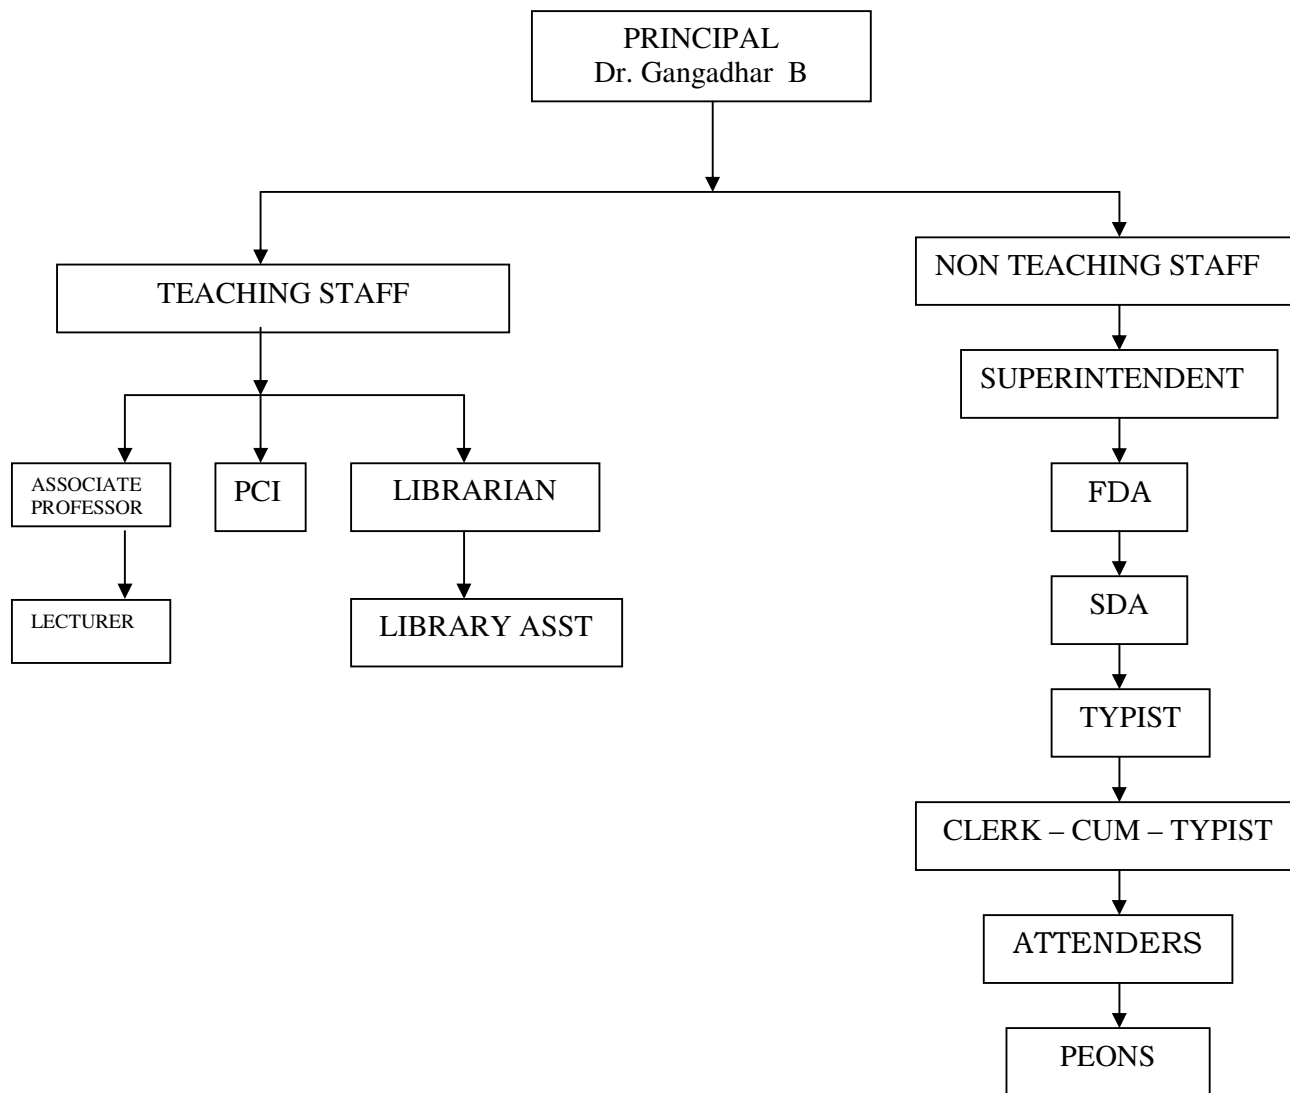 PRINCIPAL
Dr. Gangadhar B
TEACHING STAFF
NON TEACHING STAFF
SUPERINTENDENT
ASSOCIATE
PROFESSOR
PCI
LIBRARIAN
FDA
LECTURER
LIBRARY ASST
SDA
TYPIST
CLERK – CUM – TYPIST
ATTENDERS
PEONS